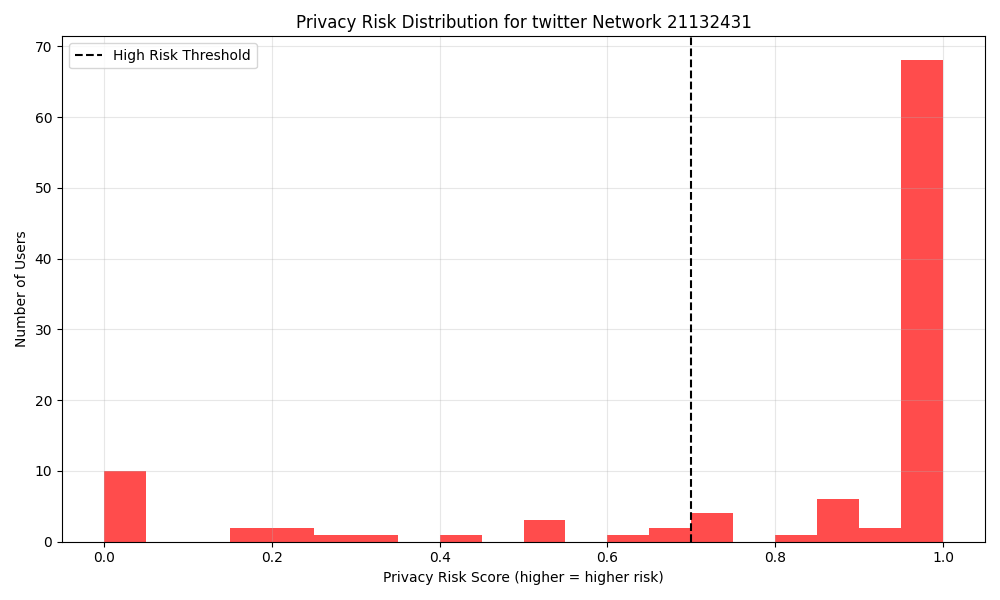 Privacy Risk Distribution for twitter Network 21132431
High Risk Threshold
Number of Users
70
60
50
40
30
20
10
0
0.0 0.2 0.4 0.6 0.8 1.0
Privacy Risk Score (higher = higher risk)